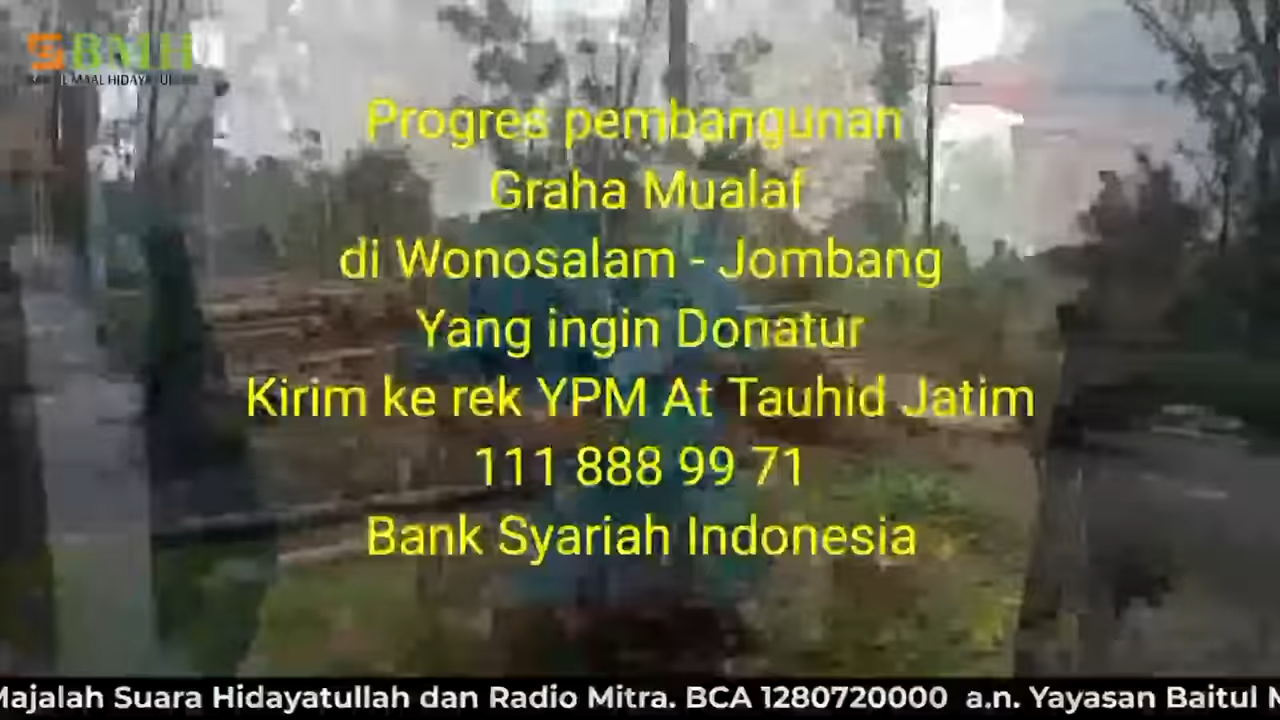 BMH
Progres pembangunan
Graha Mualaf
di Wonosalam - Jombang
Yang ingin Donatur
Kirim ke rek YPM At Tauhid Jatim
111 888 99 71
Bank Syariah Indonesia
Majalah Suara Hidayatullah dan Radio Mitra. BCA 1280720000 a.n. Yayasan Baitul